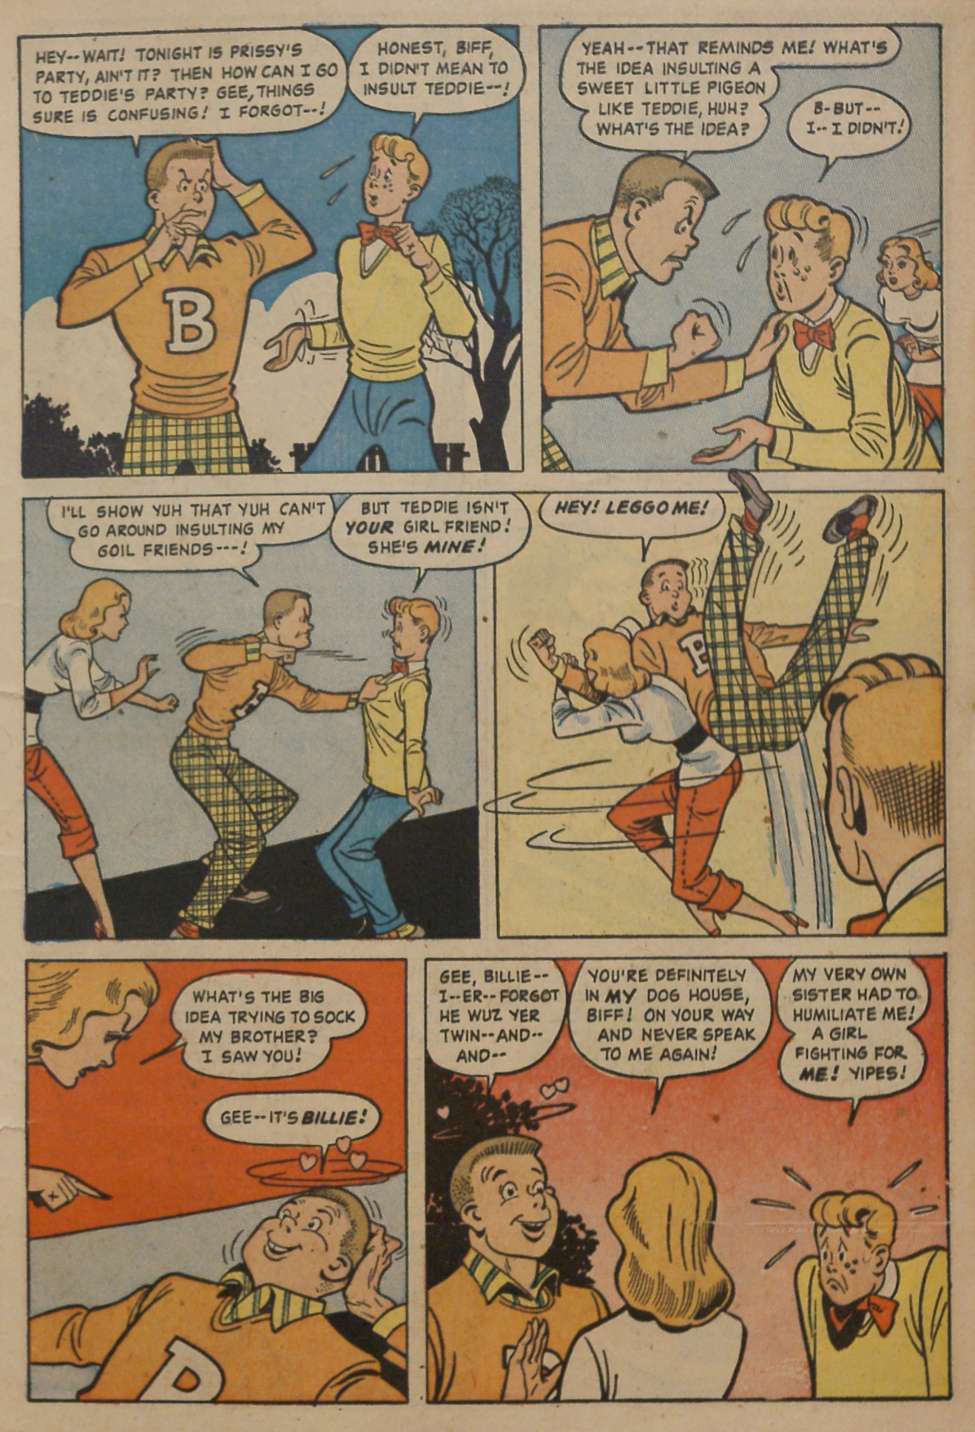 HEY--WAIT! TONIGHT IS PRISSY'S
PARTY, AIN'T IT? THEN HOW CAN I GO
TO TEDDIE'S PARTY? GEE, THINGS
SURE IS CONFUSING! I FORGOT--!
HONEST, BIFF,
I DIDN'T MEAN TO
INSULT TEDDIE--!
B
YEAH--THAT REMINDS ME! WHAT'S
THE IDEA INSULTING A
SWEET LITTLE PIGEON
LIKE TEDDIE, HUH?
WHAT'S THE IDEA?
B-BUT--
I--I DIDN'T!
I'LL SHOW YUH THAT YUH CAN'T
GO AROUND INSULTING MY
GOIL FRIENDS---!
BUT TEDDIE ISN'T
YOUR GIRL FRIEND!
SHE'S MINE!
HEY! LEGGO ME!
B
WHAT'S THE BIG
IDEA TRYING TO SOCK
MY BROTHER?
I SAW YOU!
GEE--IT'S BILLIE!
B
GEE, BILLIE--
I--ER--FORGOT
HE WUZ YER
TWIN--AND--
AND--
YOU'RE DEFINITELY
IN MY DOG HOUSE,
BIFF! ON YOUR WAY
AND NEVER SPEAK
TO ME AGAIN!
MY VERY OWN
SISTER HAD TO
HUMILIATE ME!
A GIRL
FIGHTING FOR
ME! YIPES!